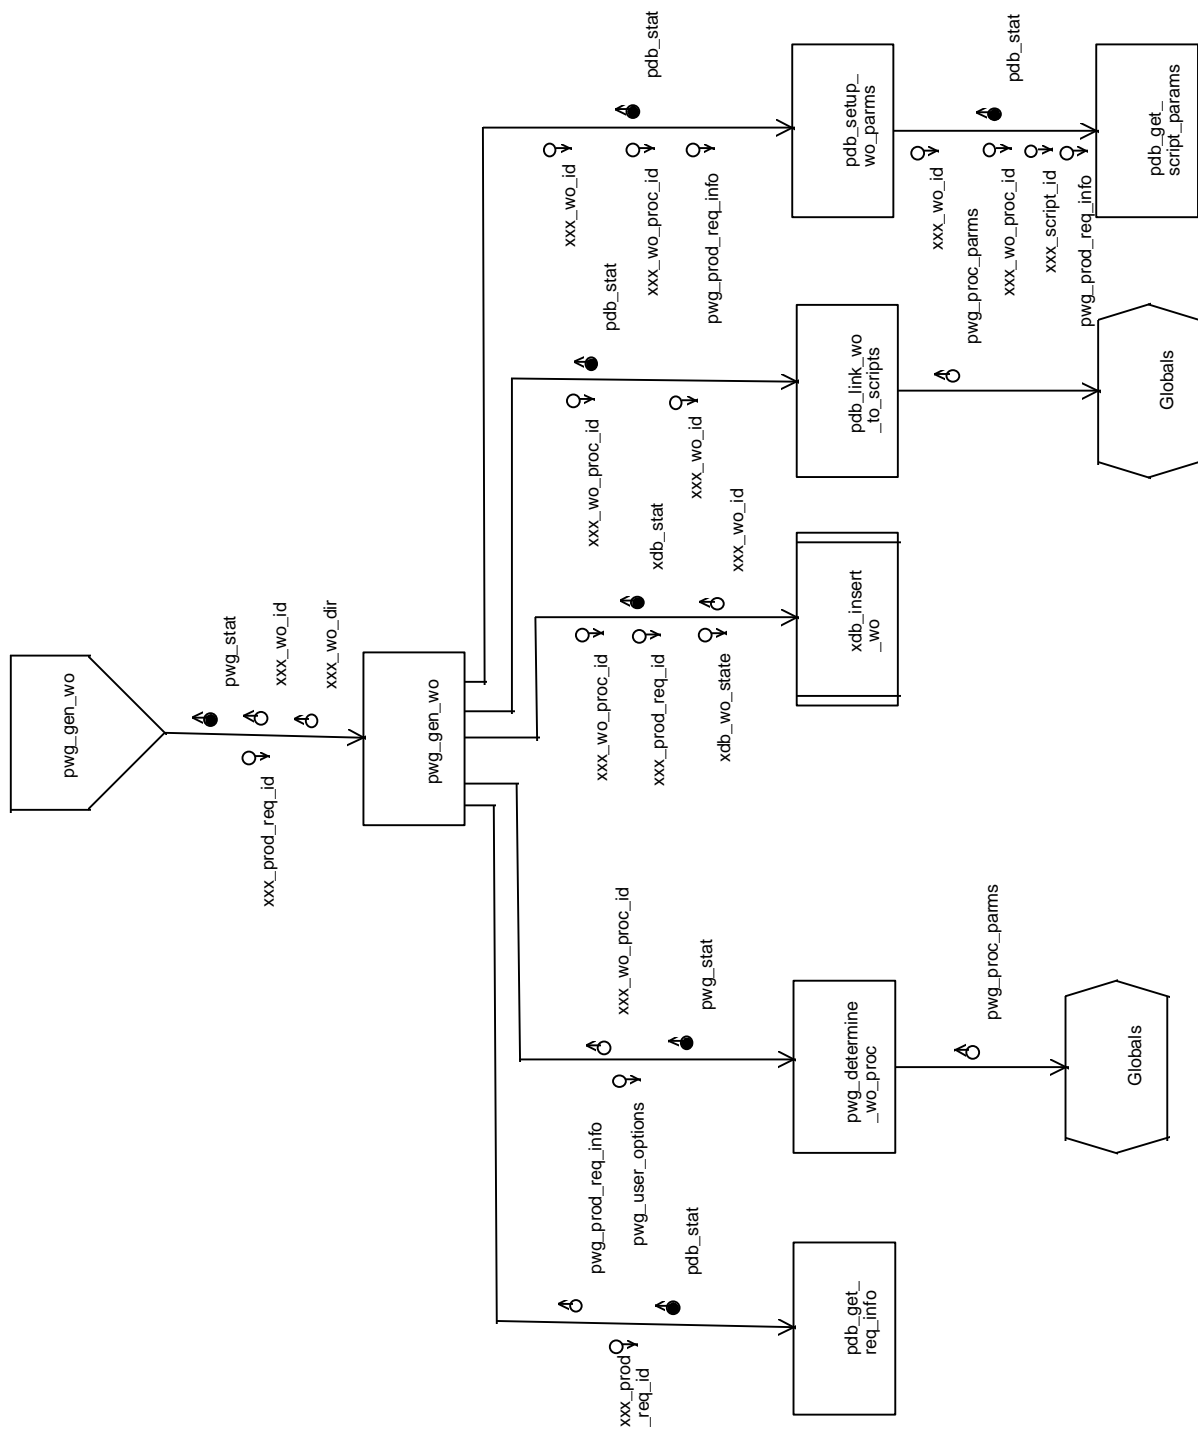 pwg_gen_wo
pwg_stat
xxx_wo_id
xxx_wo_dir
xxx_prod_req_id
pwg_gen_wo
pwg_prod_req_info
xxx_prod
_req_id
pdb_stat
pdb_get_
req_info
xxx_wo_proc_id
pwg_user_options
pwg_stat
pwg_determine
_wo_proc
pwg_proc_parms
Globals
xxx_wo_proc_id
xdb_stat
xxx_prod_req_id
xxx_wo_id
xdb_wo_state
xdb_insert
_wo
pdb_stat
xxx_wo_proc_id
xxx_wo_id
pdb_link_wo
_to_scripts
pwg_proc_parms
Globals
pdb_stat
xxx_wo_id
xxx_wo_proc_id
pwg_prod_req_info
pdb_setup_
wo_parms
pdb_stat
xxx_wo_id
xxx_wo_proc_id
xxx_script_id
pwg_prod_req_info
pdb_get_
script_params